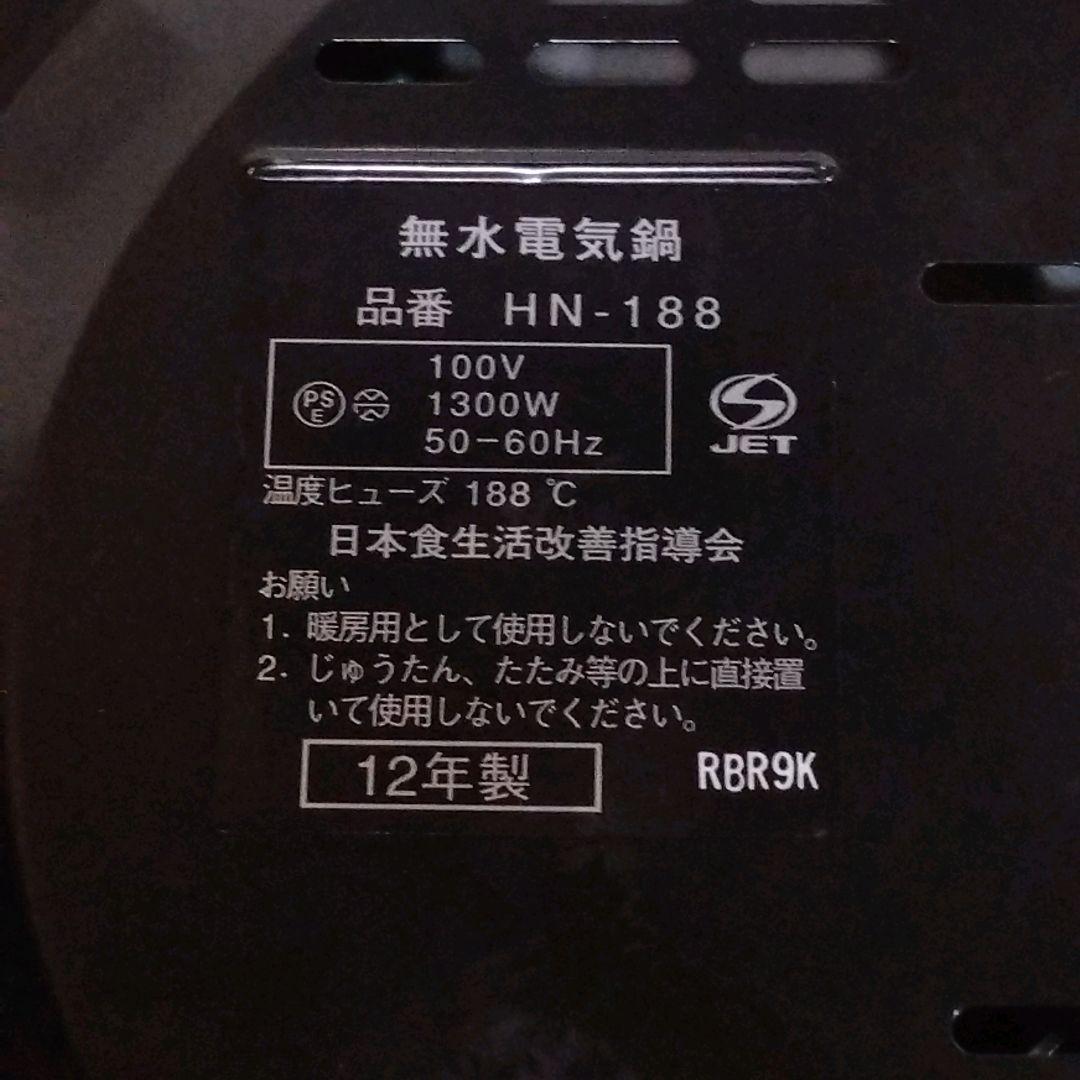 無水電気鍋
品番 HN-188
100V
PS
E
1300W
50-60Hz
JET
温度ヒューズ 188℃
日本食生活改善指導会
お願い
1. 暖房用として使用しないでください。
2. じゅうたん、たたみ等の上に直接置
いて使用しないでください。
12年製
RBR9K